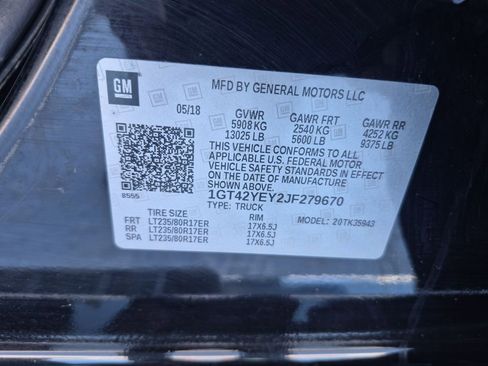 GM
MFD BY GENERAL MOTORS LLC
05/18 GVWR GAWR FRT GAWR RR
5908 KG 2540 KG 4252 KG
13025 LB 5600 LB 9375 LB
THIS VEHICLE CONFORMS TO ALL
APPLICABLE U.S. FEDERAL MOTOR
VEHICLE SAFETY STANDARDS IN EFFECT
ON THE DATE OF MANUFACTURE
SHOWN ABOVE.
8555
1GT42YEY2JF279670
TYPE: TRUCK
TIRE SIZE RIM MODEL: 20TK35943
FRT LT235/80R17ER 17X6.5J
RR LT235/80R17ER 17X6.5J
SPA LT235/80R17ER 17X6.5J